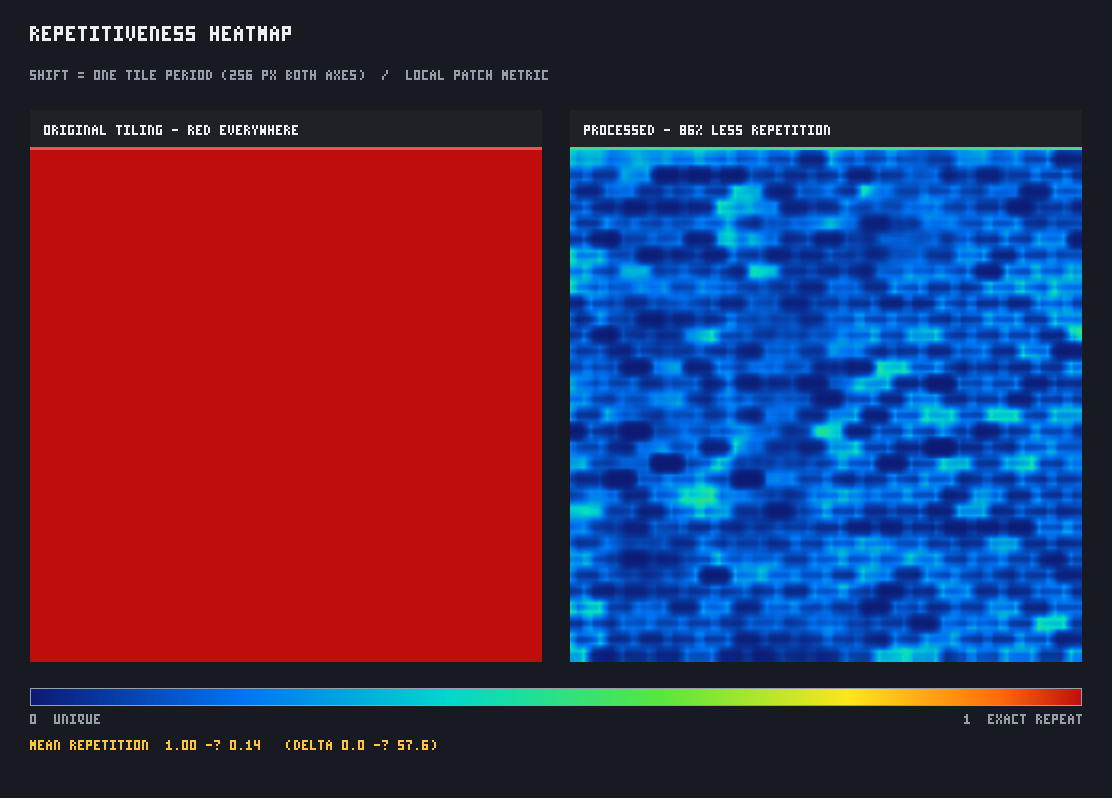 REPETITIVENESS HEATMAP
SHIFT = ONE TILE PERIOD (256 PX BOTH AXES) / LOCAL PATCH METRIC
ORIGINAL TILING - RED EVERYWHERE
PROCESSED - 86% LESS REPETITION
0 UNIQUE
1 EXACT REPEAT
MEAN REPETITION 1.00 -? 0.14 (DELTA 0.0 -? 57.6)